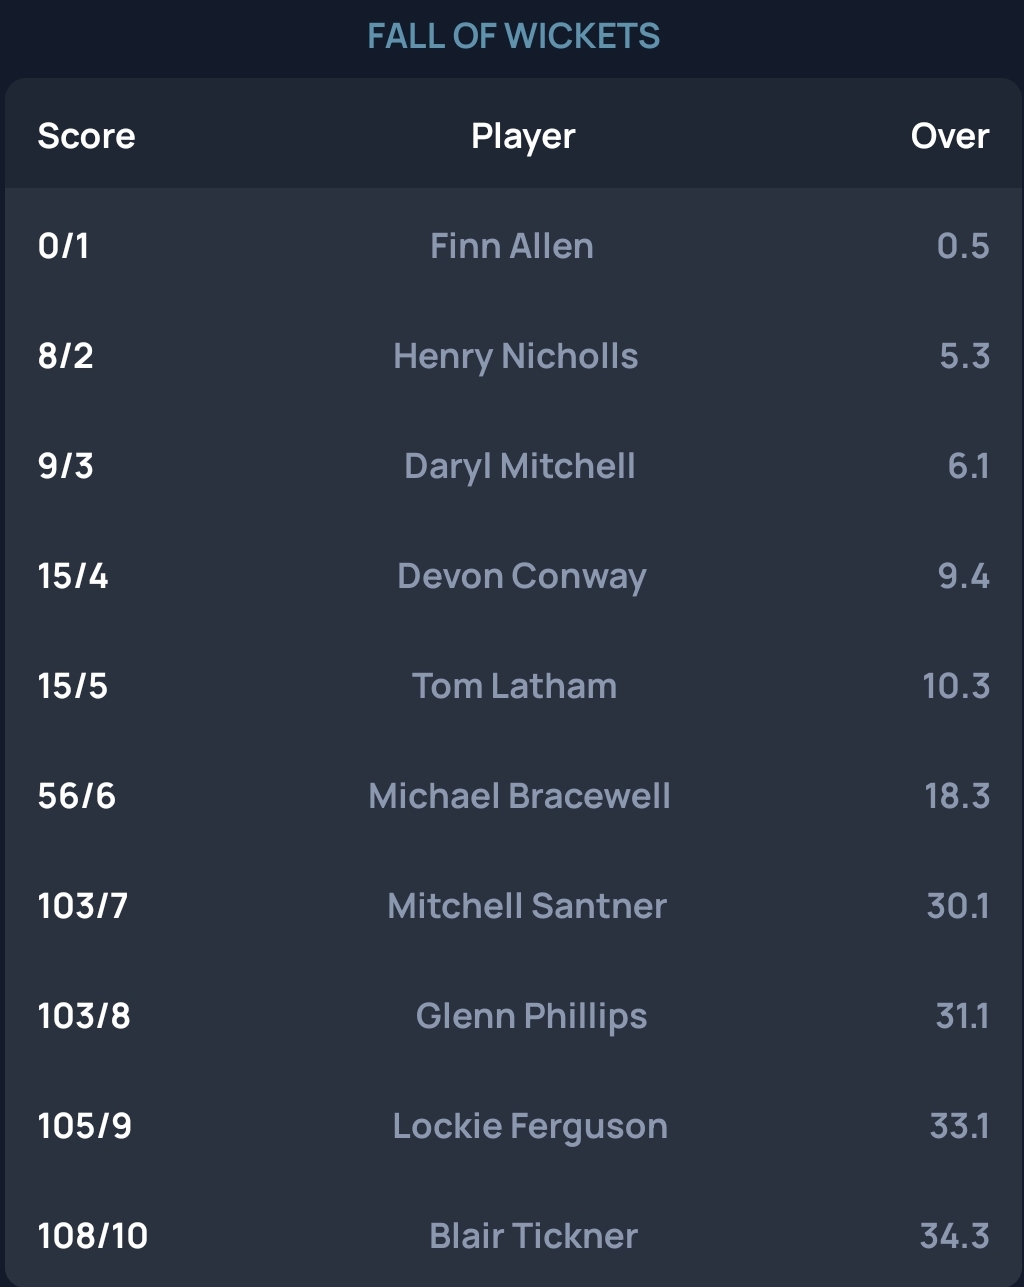 FALL OF WICKETS
Score Player Over
0/1 Finn Allen 0.5
8/2 Henry Nicholls 5.3
9/3 Daryl Mitchell 6.1
15/4 Devon Conway 9.4
15/5 Tom Latham 10.3
56/6 Michael Bracewell 18.3
103/7 Mitchell Santner 30.1
103/8 Glenn Phillips 31.1
105/9 Lockie Ferguson 33.1
108/10 Blair Tickner 34.3